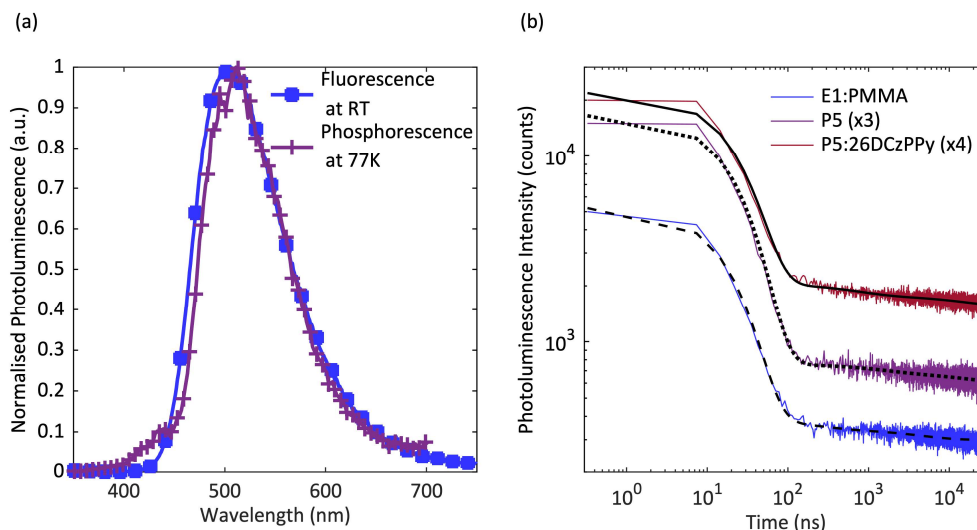 (a)
(b)
Normalised Photoluminescence (a.u.)
1
0.9
0.8
0.7
0.6
0.5
0.4
0.3
0.2
0.1
0
400
500
600
700
Wavelength (nm)
Fluorescence
at RT
Phosphorescence
at 77K
Photoluminescence Intensity (counts)
10^4
10^3
10^0
10^1
10^2
10^3
10^4
Time (ns)
E1:PMMA
P5 (x3)
P5:26DCzPPy (x4)